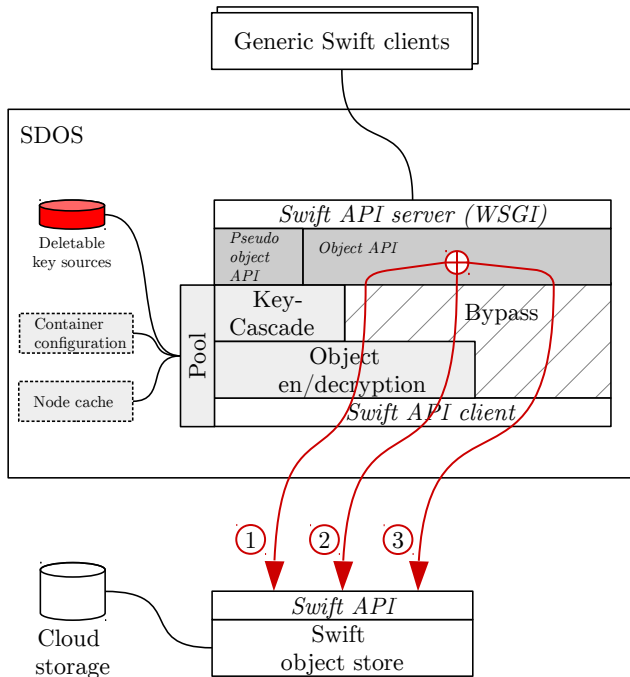 Generic Swift clients
SDOS
Swift API server (WSGI)
Pseudo
object
API
Object API
Deletable
key sources
Key-
Cascade
Bypass
Container
configuration
Pool
Object
en/decryption
Node cache
Swift API client
1
2
3
Swift API
Swift
object store
Cloud
storage